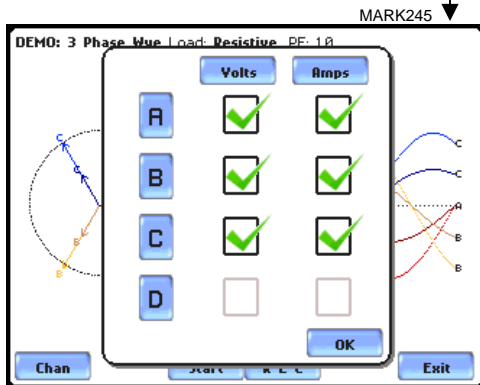 MARK245
DEMO: 3 Phase Wye Load: Resistive PF: 1.0
Volts Amps
A
C C
C C
B
A
B B
C
B B
D
OK
Chan Start R L C Exit